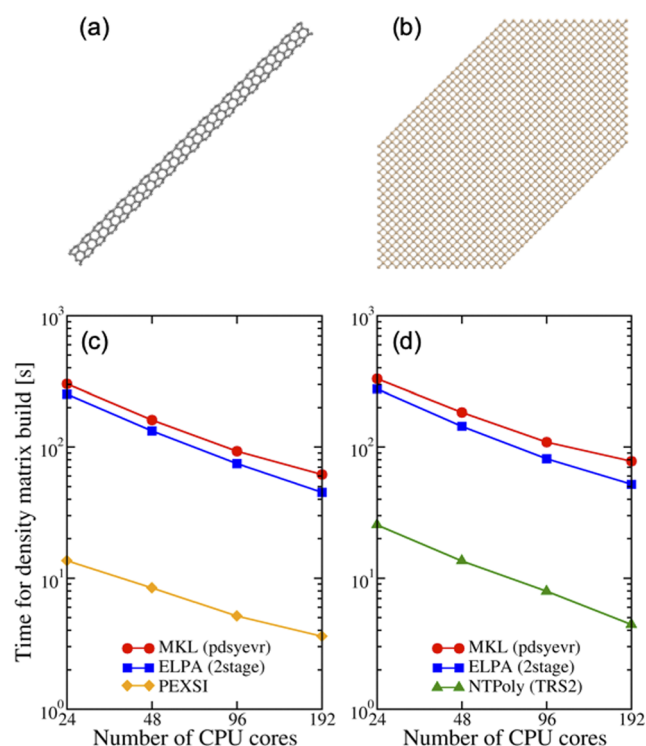 (a)
(b)
(c)
(d)
Time for density matrix build [s]
10³
10²
10¹
10⁰
MKL (pdsyevr)
ELPA (2stage)
PEXSI
24
48
96
192
Number of CPU cores
10³
10²
10¹
10⁰
MKL (pdsyevr)
ELPA (2stage)
NTPoly (TRS2)
24
48
96
192
Number of CPU cores